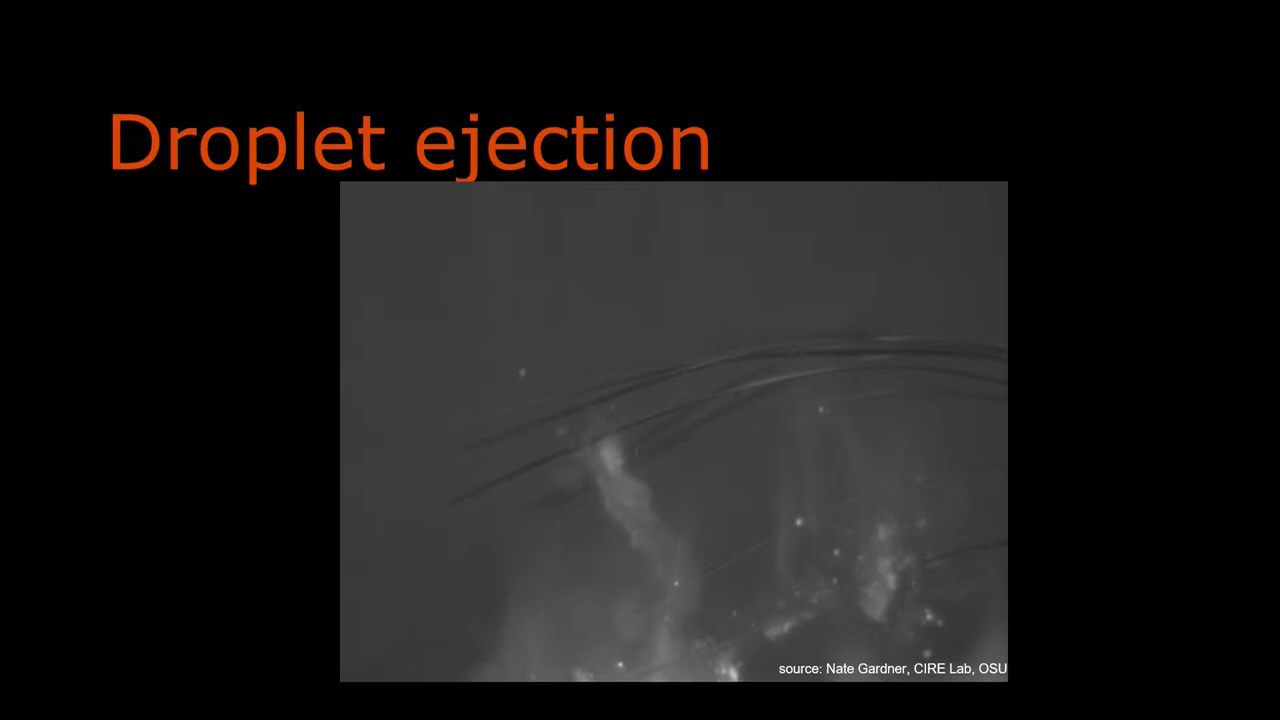 Droplet ejection
source: Nate Gardner, CIRE Lab, OSU